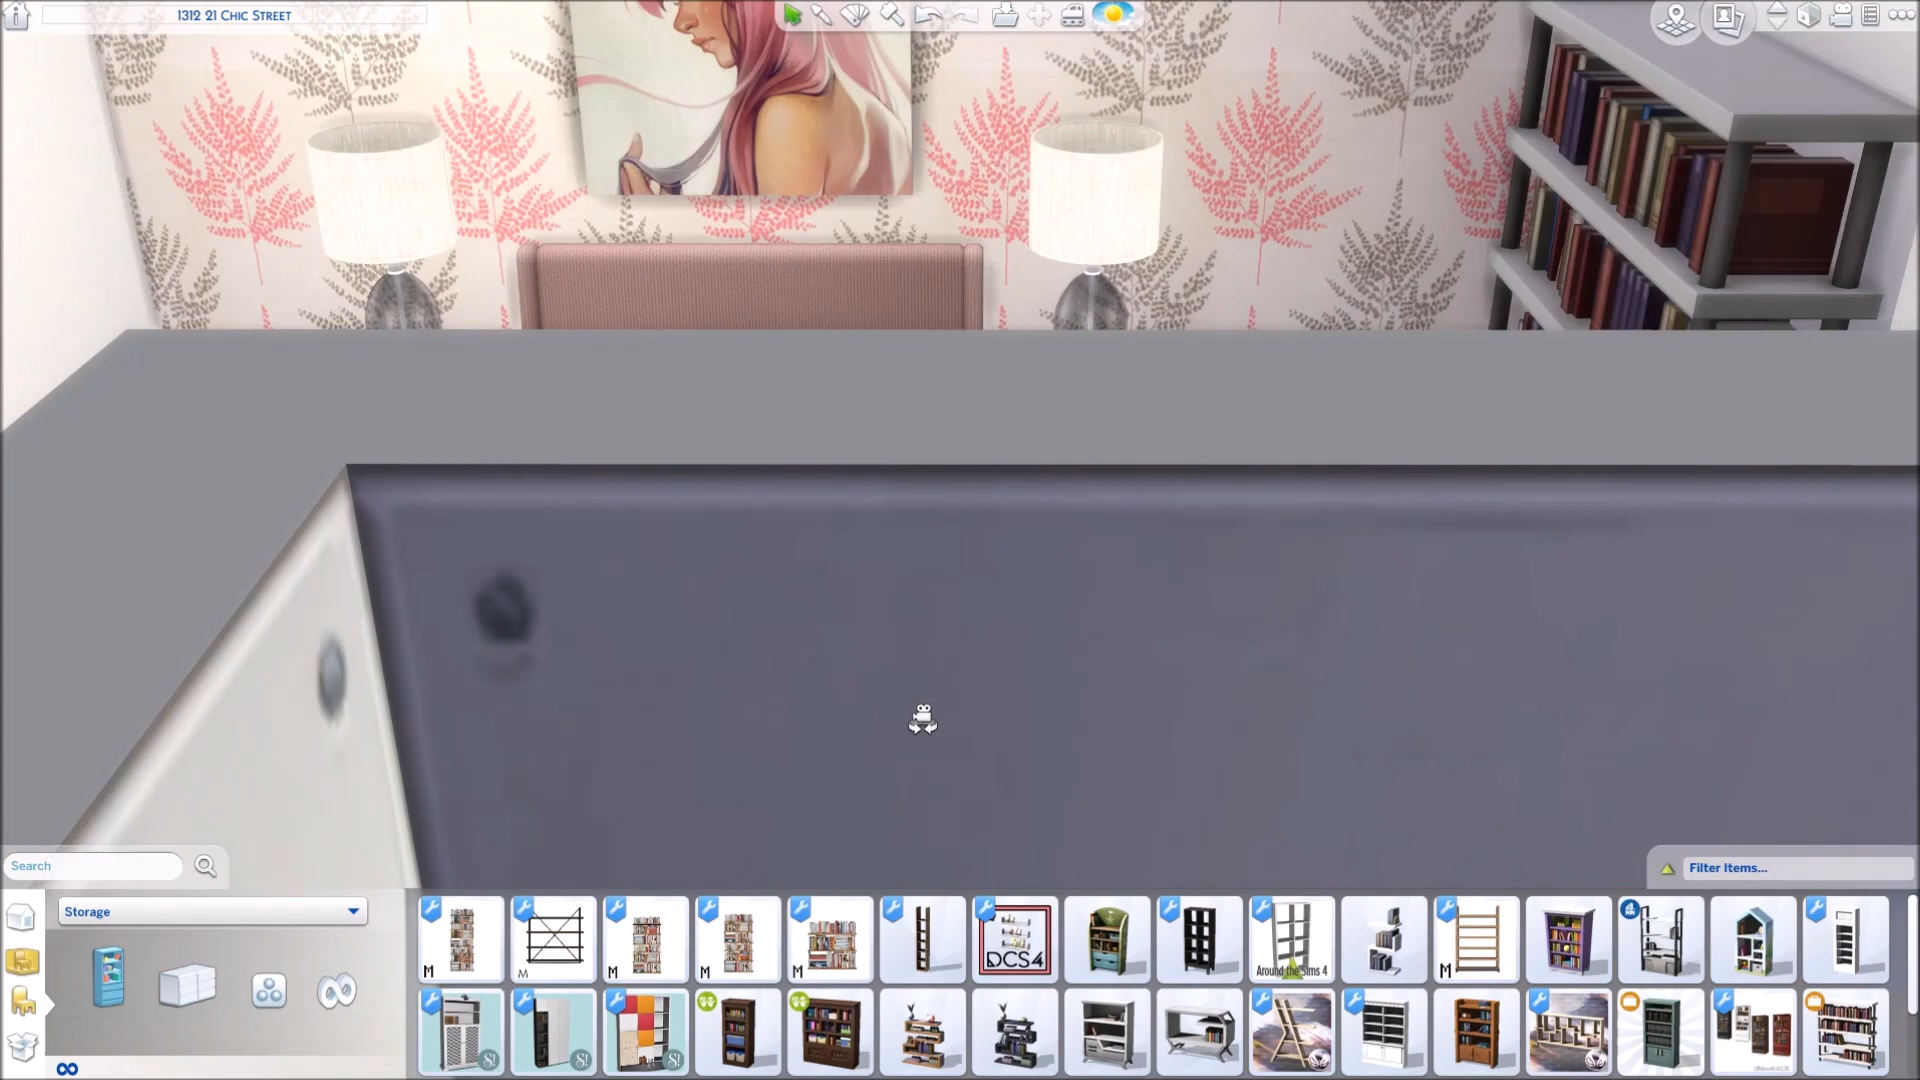 1312 21 CHIC STREET
Search
Filter Items...
Storage
M
M
M
M
M
DCS4
Around the Sims 4
M
S!
S!
S!